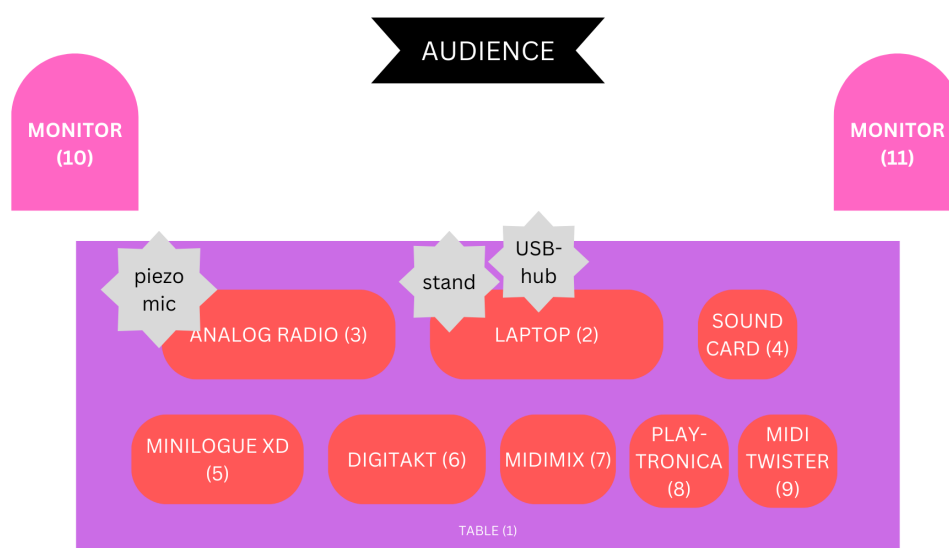 AUDIENCE
MONITOR
(10)
MONITOR
(11)
piezo
mic
stand
USB-
hub
ANALOG RADIO (3)
LAPTOP (2)
SOUND
CARD (4)
MINILOGUE XD
(5)
DIGITAKT (6)
MIDIMIX (7)
PLAY-
TRONICA
(8)
MIDI
TWISTER
(9)
TABLE (1)